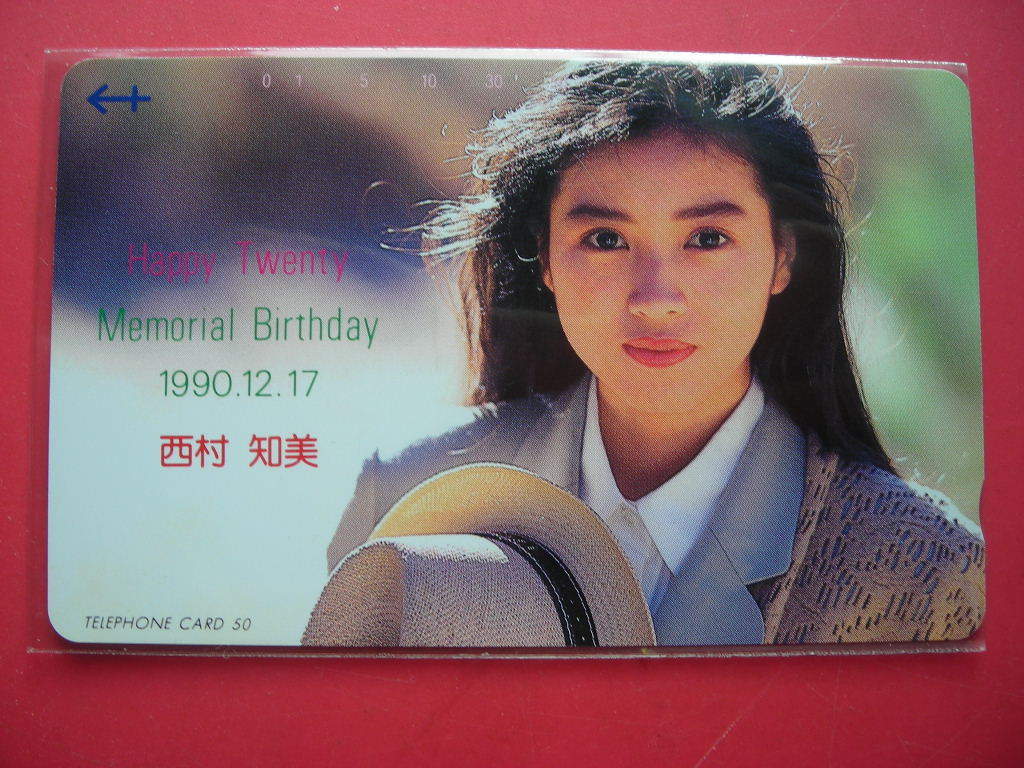 0 1 5 10 30
Happy Twenty
Memorial Birthday
1990.12.17
西村 知美
TELEPHONE CARD 50